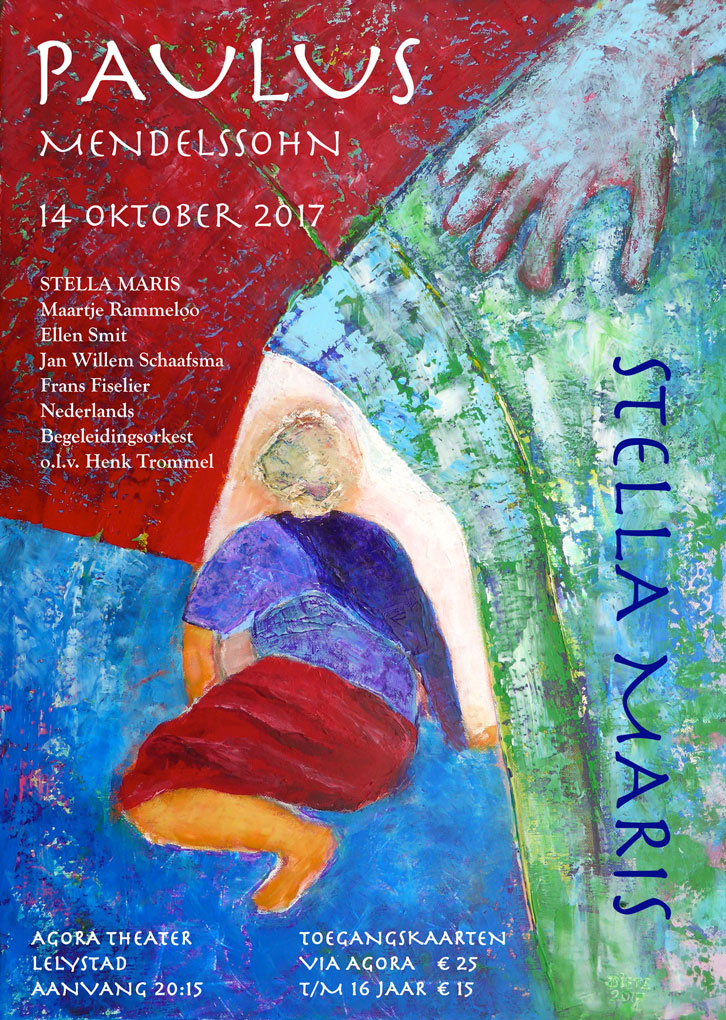 PAULUS
MENDELSSOHN
14 OKTOBER 2017
STELLA MARIS
Maartje Rammeloo
Ellen Smit
Jan Willem Schaafsma
Frans Fiselier
Nederlands
Begeleidingsorkest
o.l.v. Henk Trommel
STELLA MARIS
AGORA THEATER
LELYSTAD
AANVANG 20:15
TOEGANGSKAARTEN
VIA AGORA € 25
T/M 16 JAAR € 15
2017